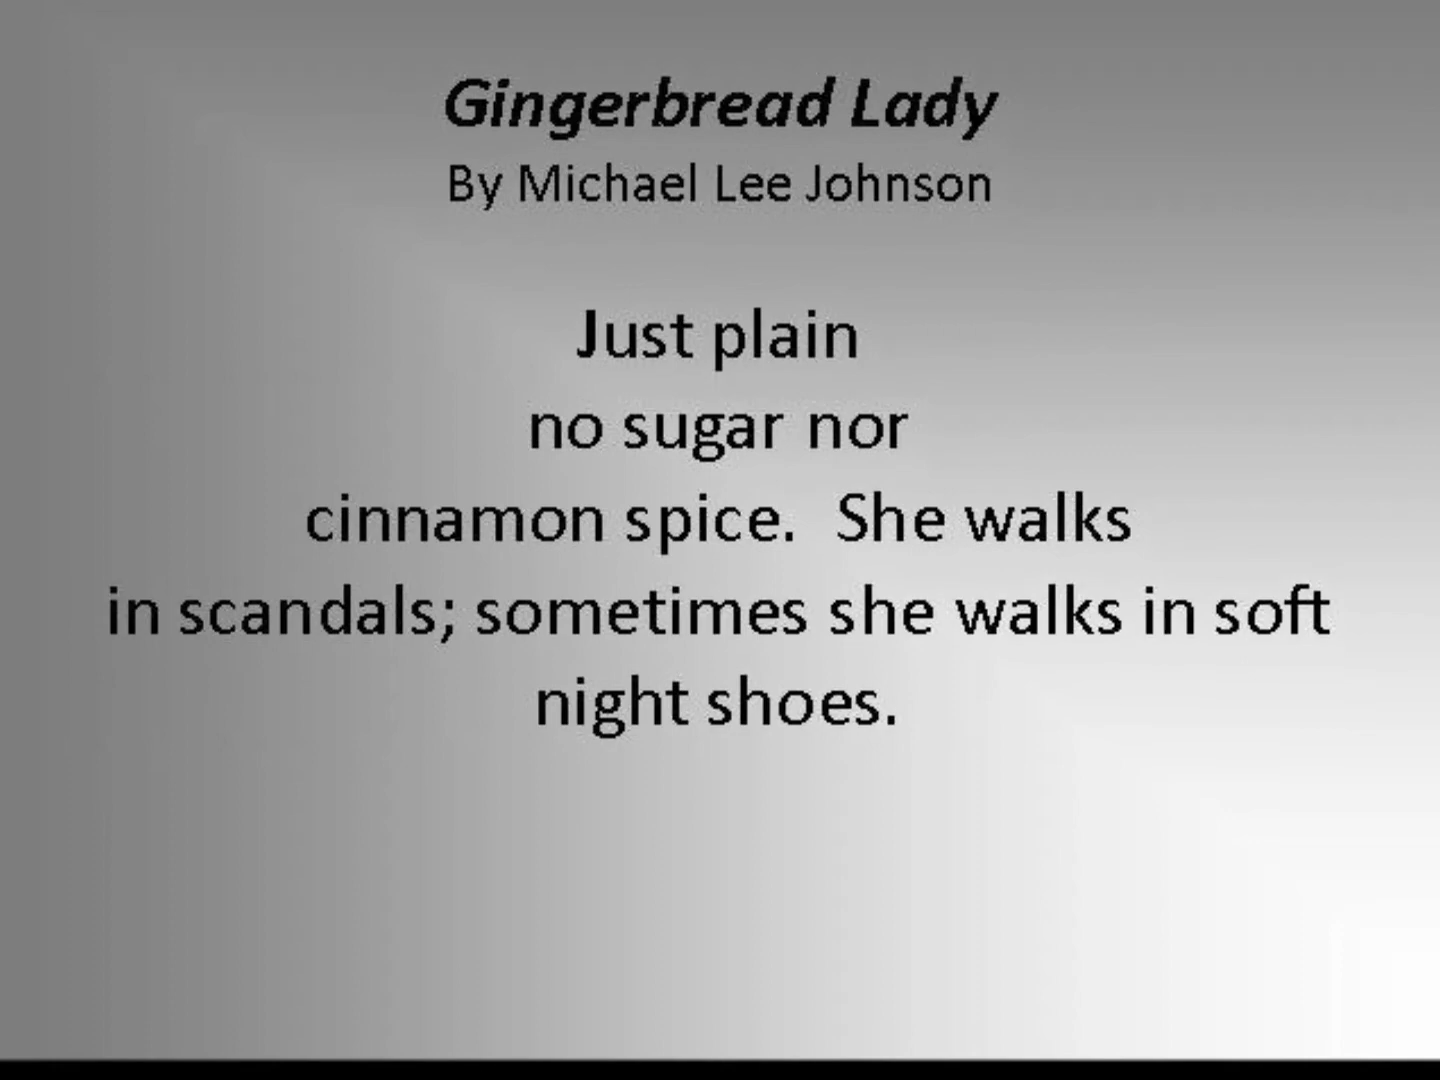 Gingerbread Lady
By Michael Lee Johnson
Just plain
no sugar nor
cinnamon spice.  She walks
in scandals; sometimes she walks in soft
night shoes.